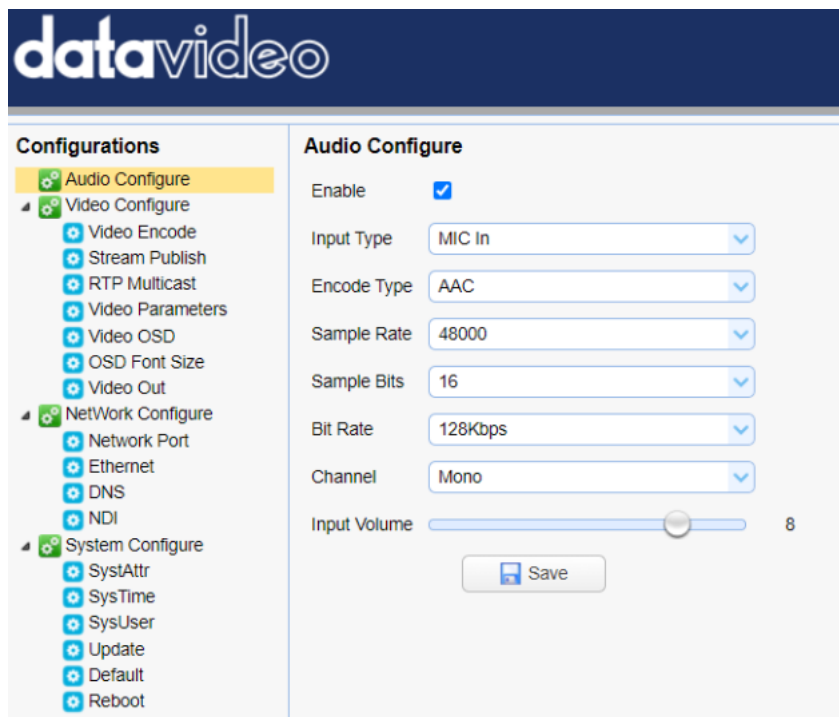 datavideo
Configurations
Audio Configure
Video Configure
Video Encode
Stream Publish
RTP Multicast
Video Parameters
Video OSD
OSD Font Size
Video Out
NetWork Configure
Network Port
Ethernet
DNS
NDI
System Configure
SystAttr
SysTime
SysUser
Update
Default
Reboot
Audio Configure
Enable
Input Type MIC In
Encode Type AAC
Sample Rate 48000
Sample Bits 16
Bit Rate 128Kbps
Channel Mono
Input Volume 8
Save